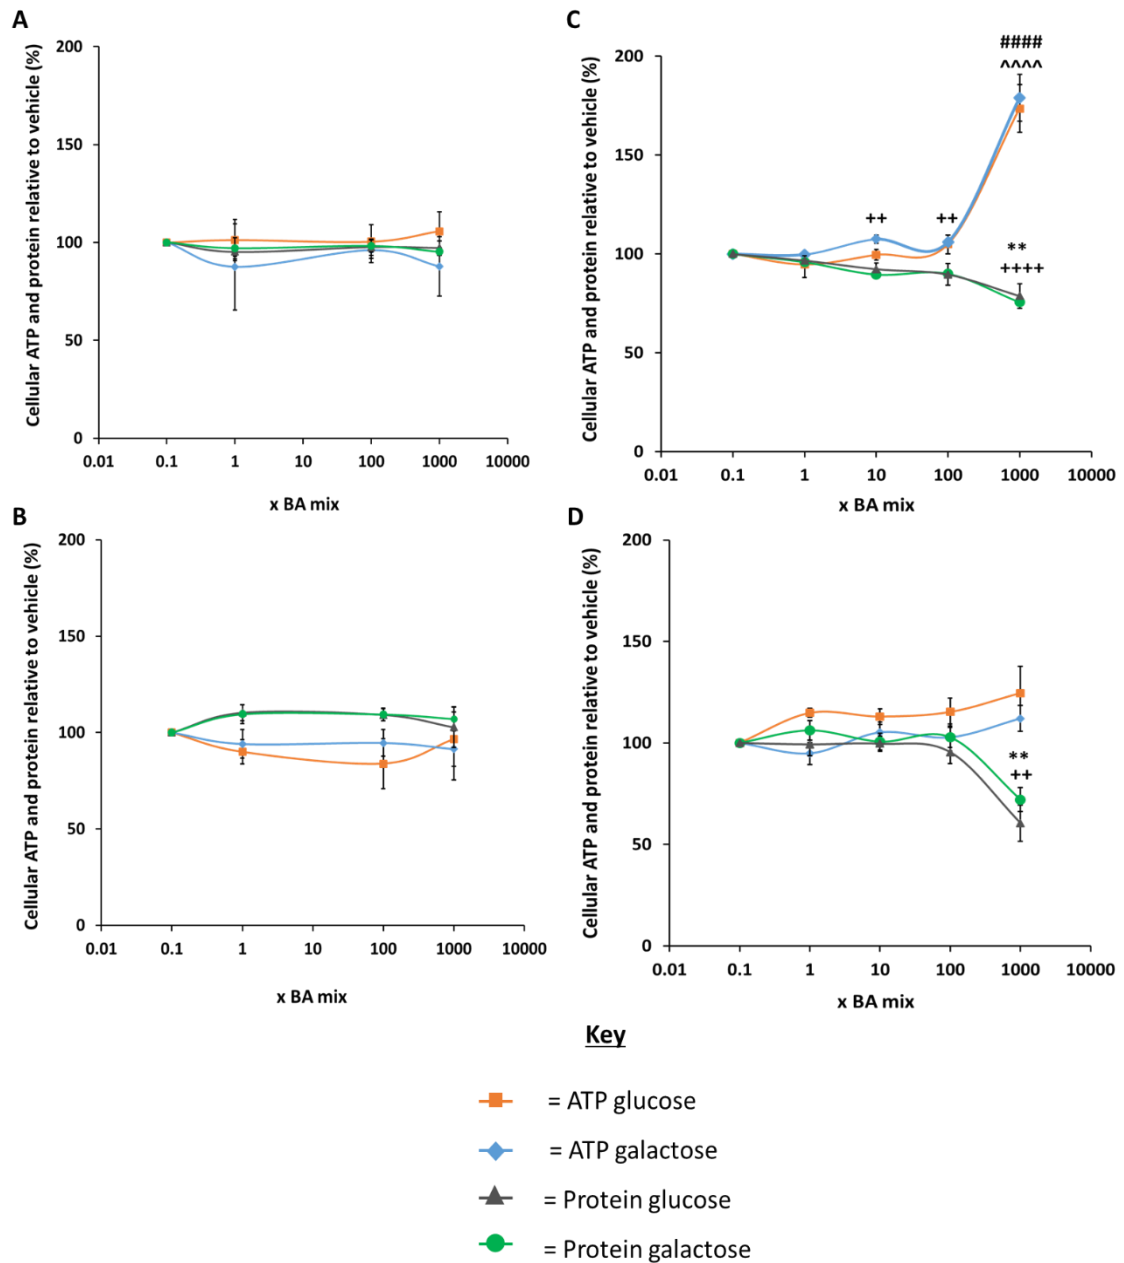 A
Cellular ATP and protein relative to vehicle (%)
200
150
100
50
0
0.01 0.1 1 100 1000 10000
x BA mix
C
Cellular ATP and protein relative to vehicle (%)
####
^^^^
200
150
++ ++
**
++++
100
50
0
0.01 0.1 1 10 100 1000 10000
x BA mix
B
Cellular ATP and protein relative to vehicle (%)
200
150
100
50
0
0.01 0.1 1 10 100 1000 10000
x BA mix
D
Cellular ATP and protein relative to vehicle (%)
200
150
100
**
++
50
0
0.01 0.1 1 10 100 1000 10000
x BA mix
Key
= ATP glucose
= ATP galactose
= Protein glucose
= Protein galactose